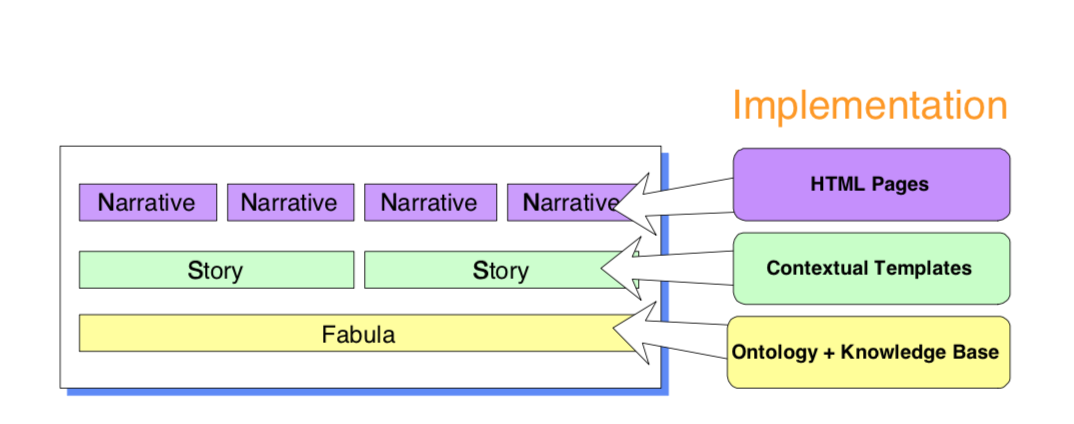 Implementation
HTML Pages
Narrative Narrative Narrative Narrative
Contextual Templates
Story Story
Fabula
Ontology + Knowledge Base